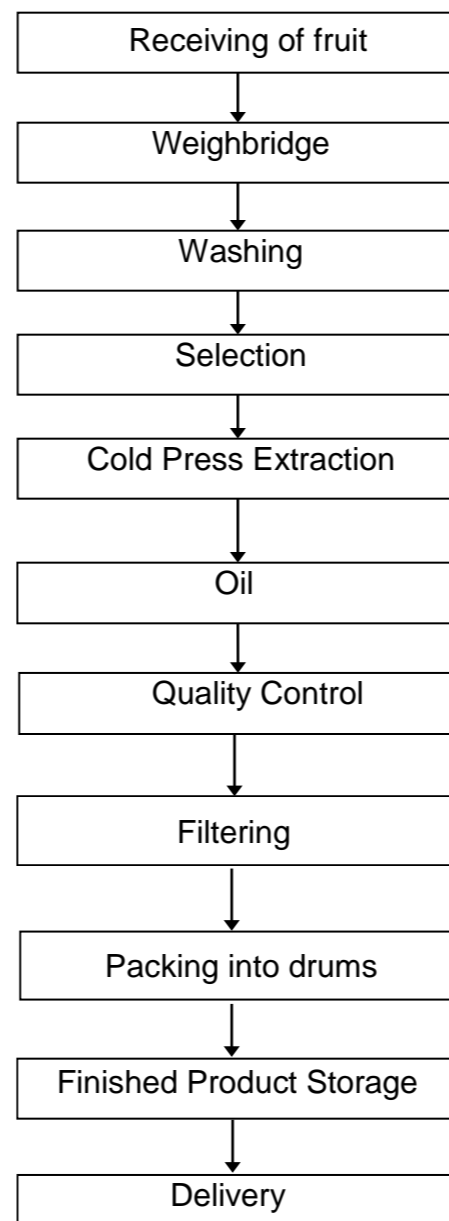 Receiving of fruit
Weighbridge
Washing
Selection
Cold Press Extraction
Oil
Quality Control
Filtering
Packing into drums
Finished Product Storage
Delivery